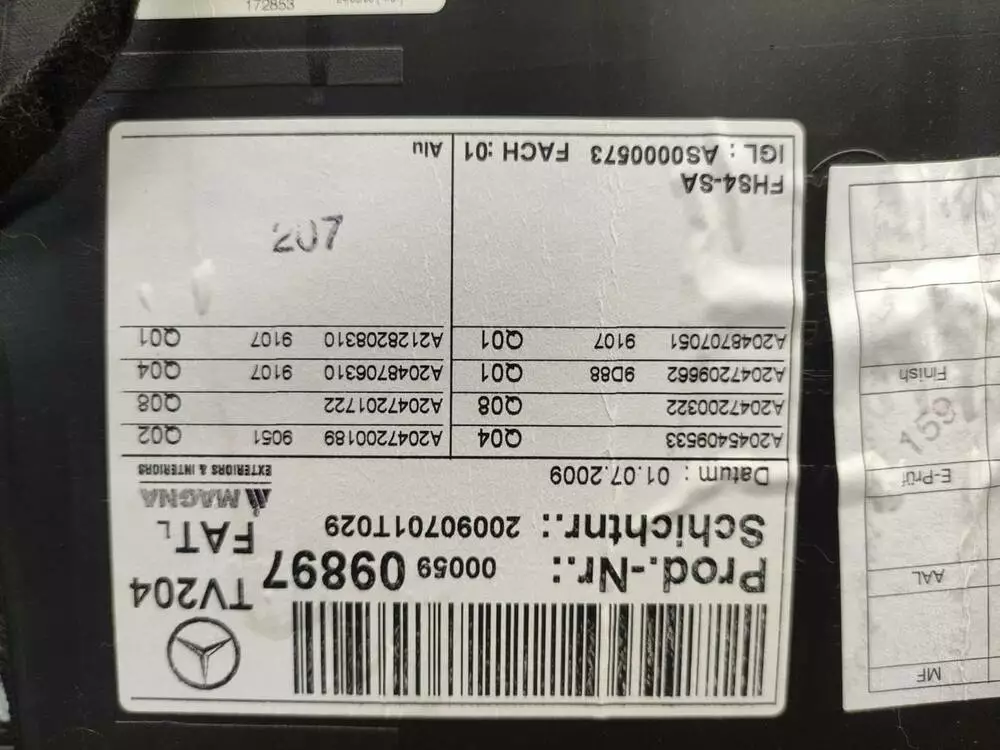 TV204
Prod.-Nr.: 00059 09897
FAT L
Schichtnr.: 20090701T029
MAGNA
EXTERIORS & INTERIORS
Datum : 01.07.2009
A2045409533 Q04 A2047200189 9051 Q02
A2047200322 Q08 A2047201722 Q08
A2047209662 9D88 Q01 A2048706310 9107 Q04
A2048707051 9107 Q01 A2128208310 9107 Q01
207
FHS4-SA
IGL : AS0000573 FACH :01 Alu
MF
AAL
E-Prüf
159
Finish
172853